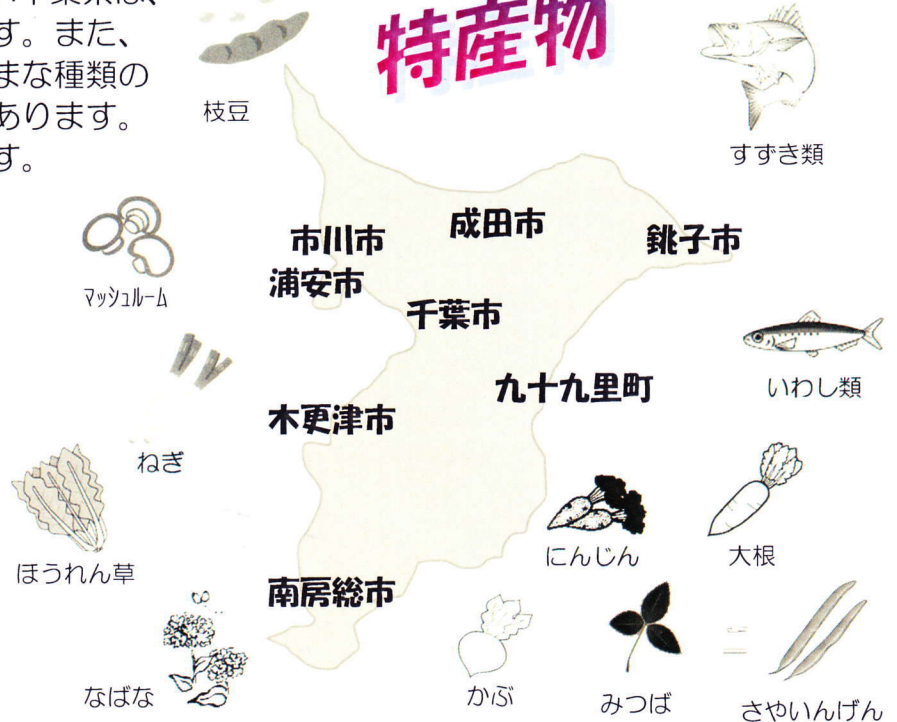 千葉県は、
す。また、
まな種類の
あります。
す。
特産物
枝豆
すずき類
マッシュルーム
市川市
成田市
銚子市
浦安市
千葉市
いわし類
九十九里町
木更津市
ねぎ
ほうれん草
にんじん
大根
南房総市
なばな
かぶ
みつば
さやいんげん